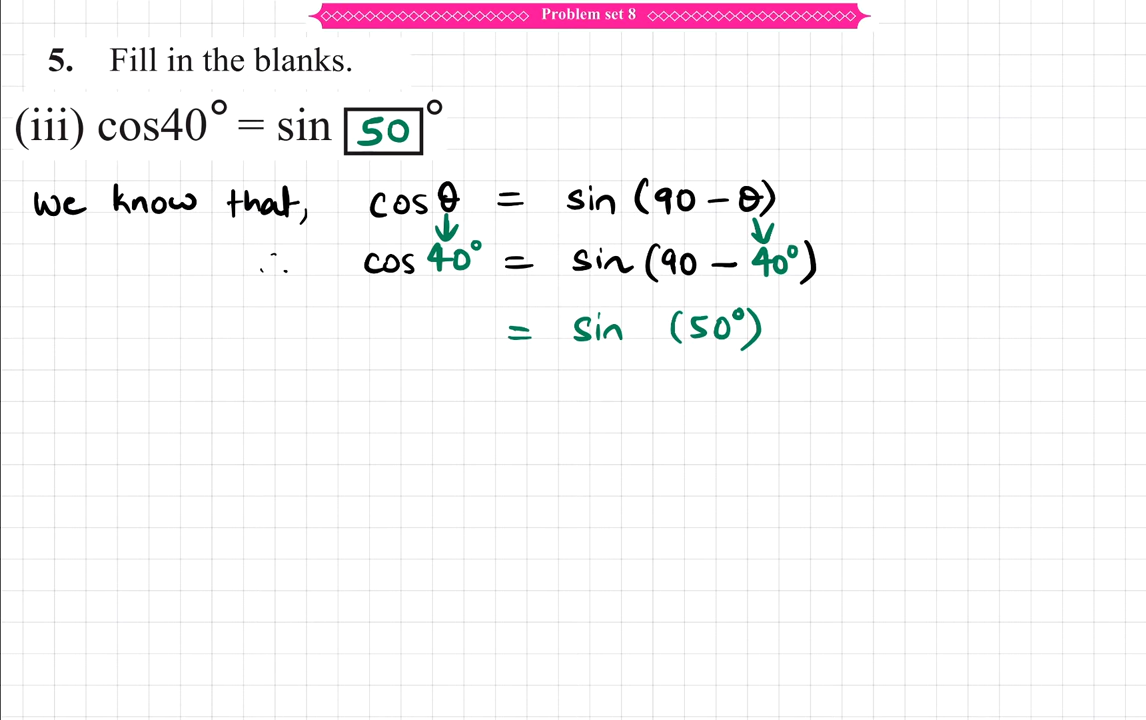 Problem set 8
5. Fill in the blanks.
(iii) cos40° = sin 50°
we know that, cos θ = sin (90 – θ)
∴ cos 40° = sin (90 – 40°)
= sin (50°)